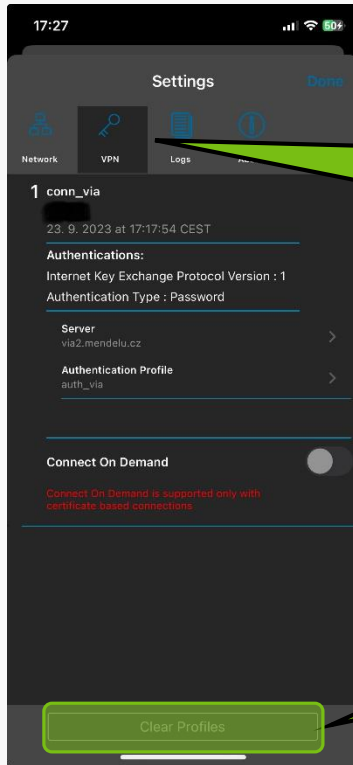 17:27
50
Settings
Done
Network
VPN
Logs
1 conn_via
23. 9. 2023 at 17:17:54 CEST
Authentications:
Internet Key Exchange Protocol Version : 1
Authentication Type : Password
Server
via2.mendelu.cz
Authentication Profile
auth_via
Connect On Demand
Connect On Demand is supported only with
certificate based connections
Clear Profiles